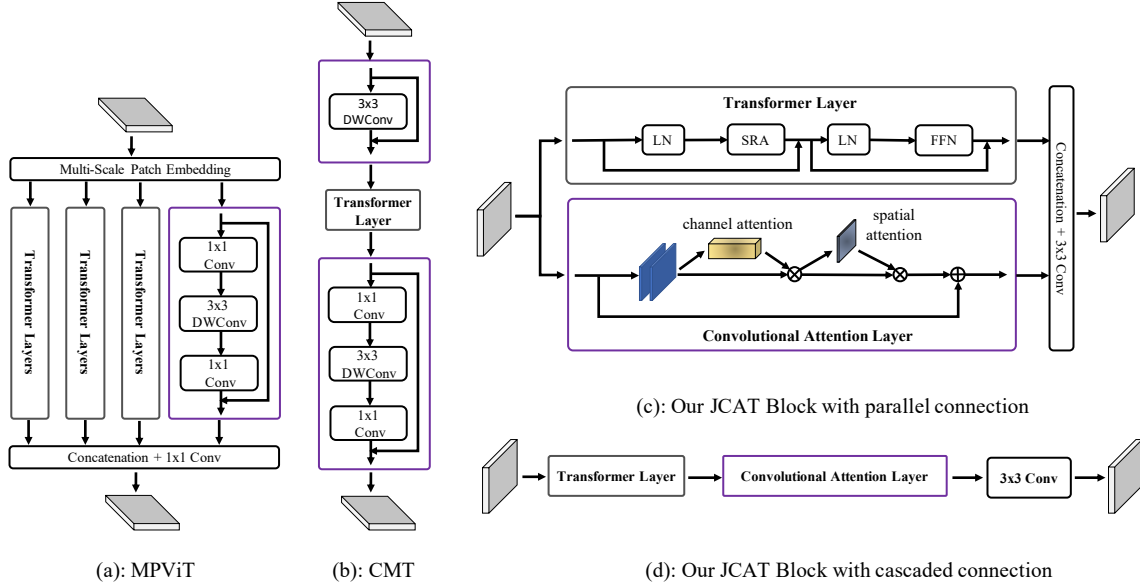 Multi-Scale Patch Embedding
Transformer Layers
Transformer Layers
Transformer Layers
1x1
Conv
3x3
DWConv
1x1
Conv
Concatenation + 1x1 Conv
(a): MPViT
3x3
DWConv
Transformer
Layer
1x1
Conv
3x3
DWConv
1x1
Conv
(b): CMT
Transformer Layer
LN
SRA
LN
FFN
channel attention
spatial
attention
Convolutional Attention Layer
Concatenation + 3x3 Conv
(c): Our JCAT Block with parallel connection
Transformer Layer
Convolutional Attention Layer
3x3 Conv
(d): Our JCAT Block with cascaded connection